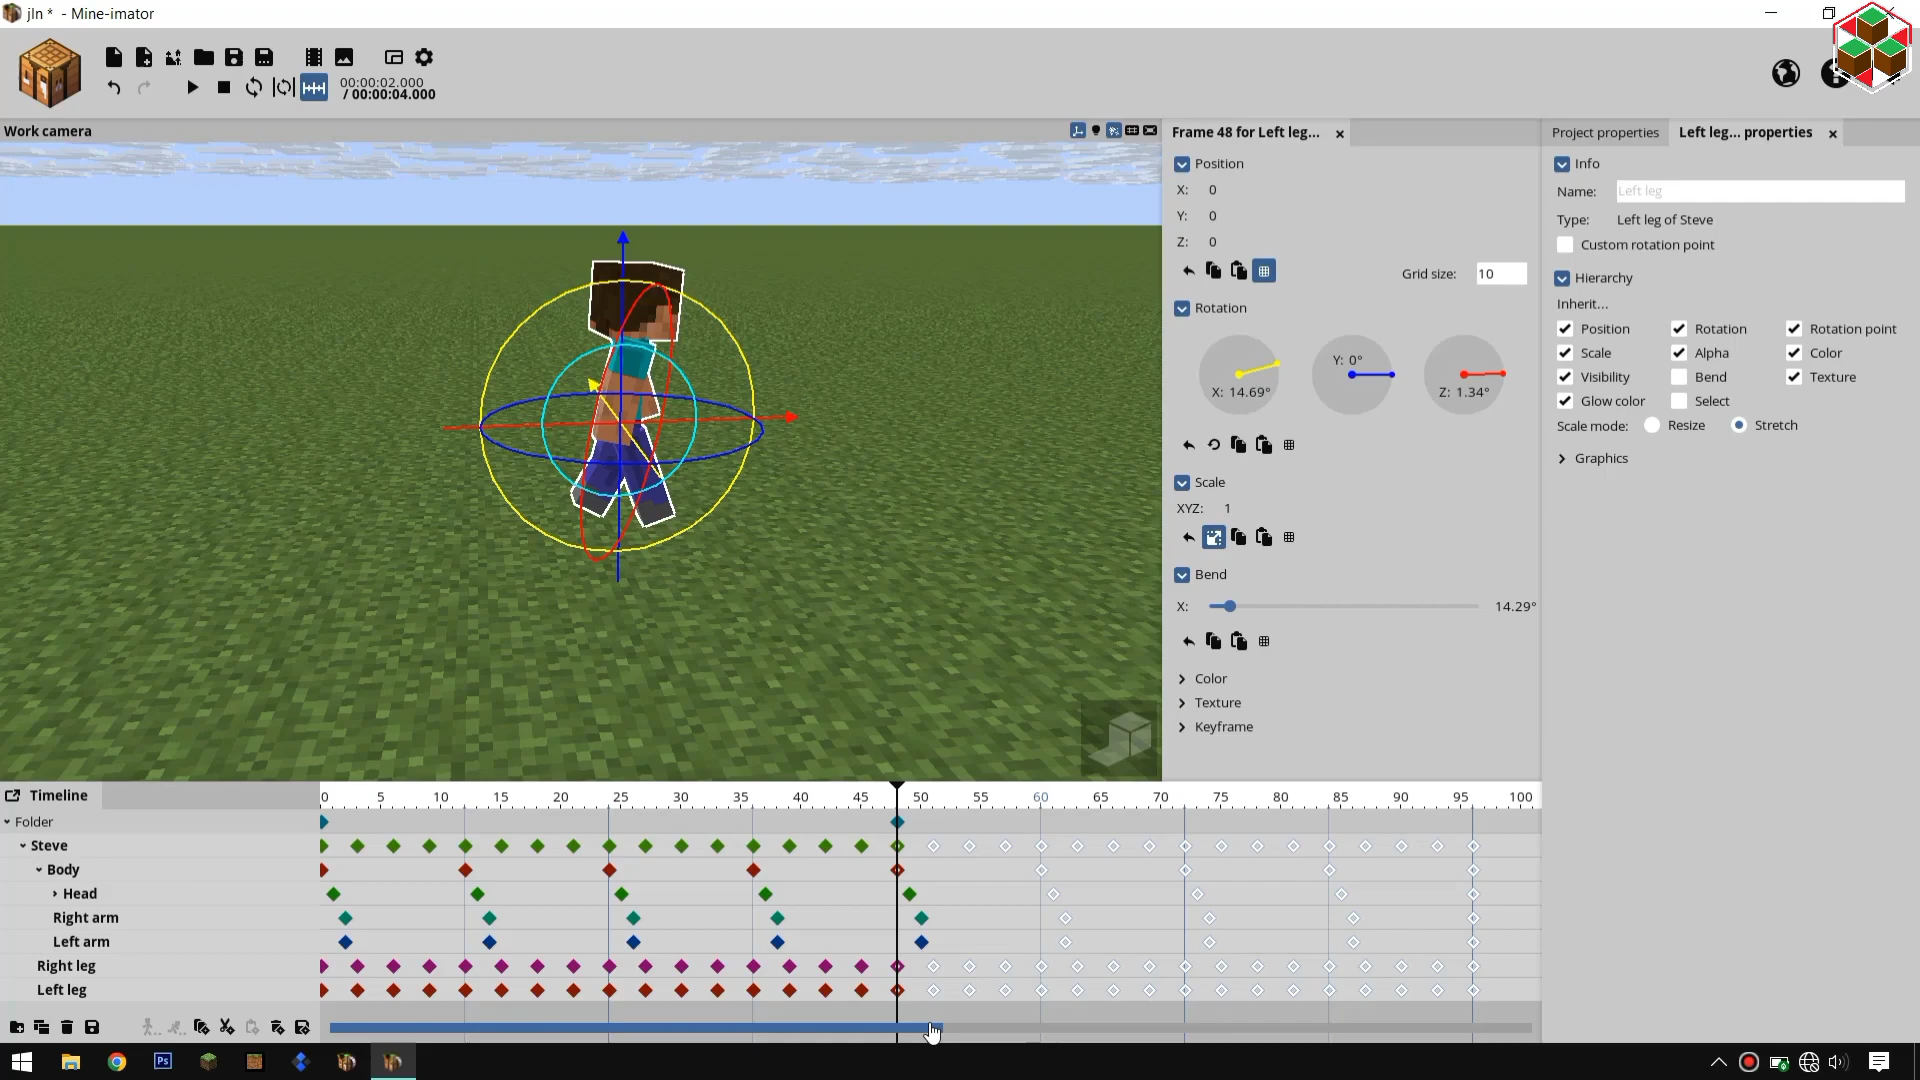 jln * - Mine-imator
00:00:02.000
/ 00:00:04.000
Work camera
Frame 48 for Left leg...
Position
X: 0
Y: 0
Z: 0
Grid size: 10
Rotation
X: 14.69°
Y: 0°
Z: 1.34°
Scale
XYZ: 1
Bend
X: 14.29°
Color
Texture
Keyframe
Project properties
Left leg... properties
Info
Name: Left leg
Type: Left leg of Steve
Custom rotation point
Hierarchy
Inherit...
Position Rotation Rotation point
Scale Alpha Color
Visibility Bend Texture
Glow color Select
Scale mode: Resize Stretch
Graphics
Timeline
0 5 10 15 20 25 30 35 40 45 50 55 60 65 70 75 80 85 90 95 100
Folder
Steve
Body
Head
Right arm
Left arm
Right leg
Left leg
Ps